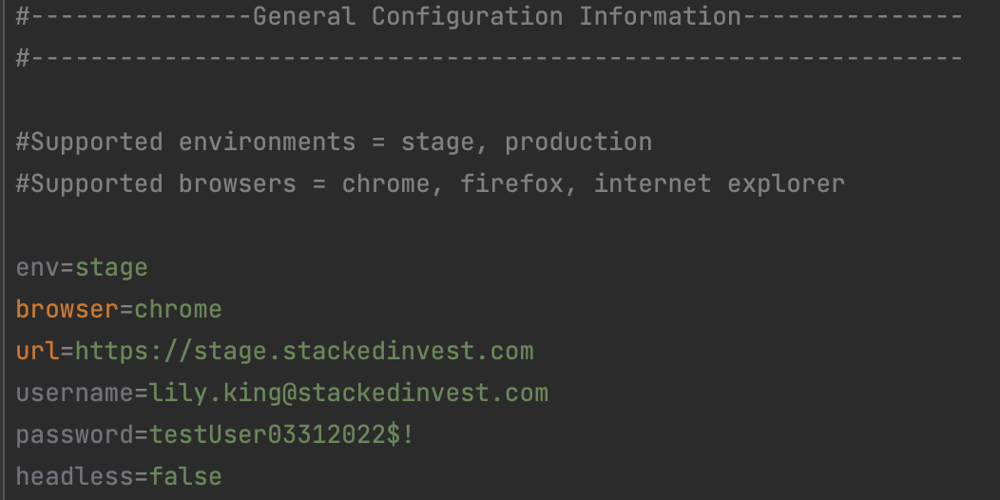 #---------------General Configuration Information---------------
#---------------------------------------------------------------
#Supported environments = stage, production
#Supported browsers = chrome, firefox, internet explorer
env=stage
browser=chrome
url=https://stage.stackedinvest.com
username=lily.king@stackedinvest.com
password=testUser03312022$!
headless=false